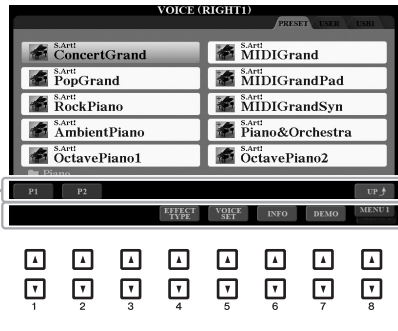 VOICE (RIGHT1)
PRESET USER USB1
S.Art! ConcertGrand
S.Art! MIDIGrand
S.Art! PopGrand
S.Art! MIDIGrandPad
S.Art! RockPiano
S.Art! MIDIGrandSyn
S.Art! AmbientPiano
S.Art! Piano&Orchestra
S.Art! OctavePiano1
S.Art! OctavePiano2
Piano
P1 P2 UP
EFFECT TYPE VOICE SET INFO DEMO MENU 1
1 2 3 4 5 6 7 8